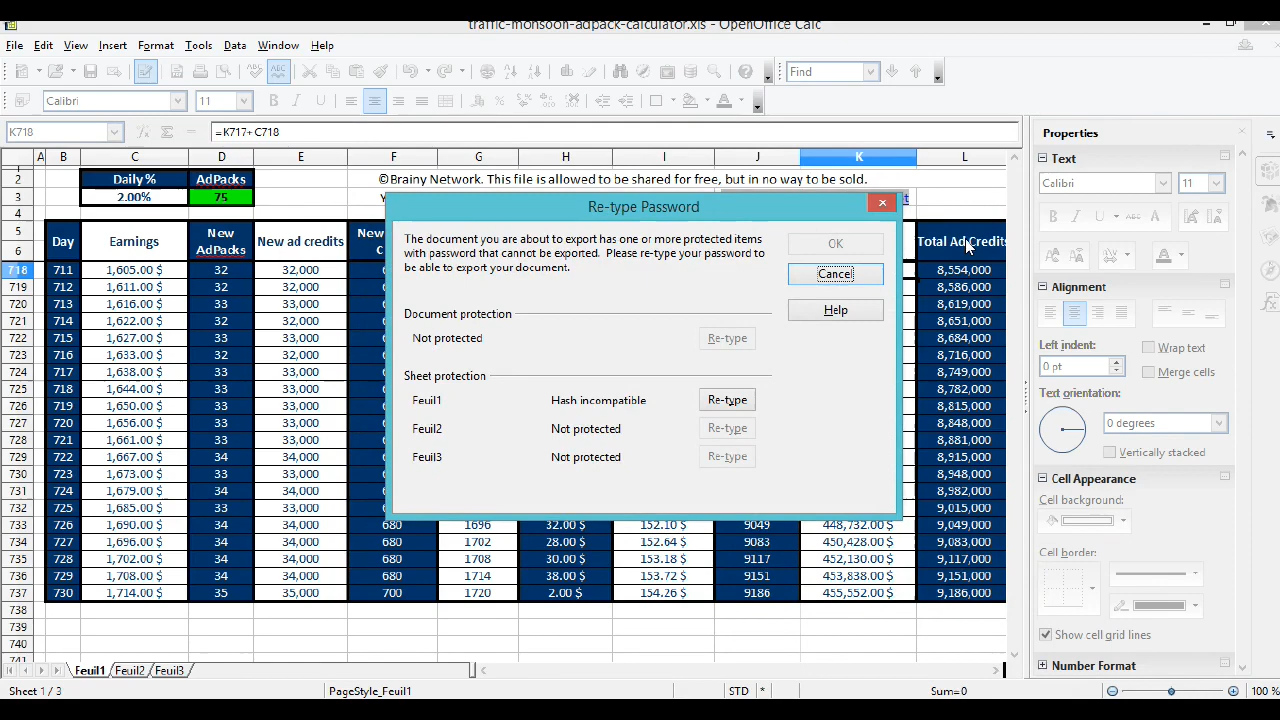 traffic-monsoon-adpack-calculator.xls - OpenOffice Calc
File Edit View Insert Format Tools Data Window Help
Find
Calibri 11
K718 =K717+C718
Properties
A B C D E F G H I J K L
Text
Calibri 11
2 Daily % AdPacks ©Brainy Network. This file is allowed to be shared for free, but in no way to be sold.
3 2.00% 75
4
5
6
Day Earnings New AdPacks New ad credits New Total Ad Credits
Re-type Password
The document you are about to export has one or more protected items
with password that cannot be exported. Please re-type your password to
be able to export your document.
OK
Cancel
Help
Document protection
Not protected Re-type
Sheet protection
Feuil1 Hash incompatible Re-type
Feuil2 Not protected Re-type
Feuil3 Not protected Re-type
718 711 1,605.00 $ 32 32,000 8,554,000
719 712 1,611.00 $ 32 32,000 8,586,000
720 713 1,616.00 $ 33 33,000 8,619,000
721 714 1,622.00 $ 32 32,000 8,651,000
722 715 1,627.00 $ 33 33,000 8,684,000
723 716 1,633.00 $ 32 32,000 8,716,000
724 717 1,638.00 $ 33 33,000 8,749,000
725 718 1,644.00 $ 33 33,000 8,782,000
726 719 1,650.00 $ 33 33,000 8,815,000
727 720 1,656.00 $ 33 33,000 8,848,000
728 721 1,661.00 $ 33 33,000 8,881,000
729 722 1,667.00 $ 34 34,000 8,915,000
730 723 1,673.00 $ 33 33,000 8,948,000
731 724 1,679.00 $ 34 34,000 8,982,000
732 725 1,685.00 $ 33 33,000 9,015,000
733 726 1,690.00 $ 34 34,000 680 1696 32.00 $ 152.10 $ 9049 448,732.00 $ 9,049,000
734 727 1,696.00 $ 34 34,000 680 1702 28.00 $ 152.64 $ 9083 450,428.00 $ 9,083,000
735 728 1,702.00 $ 34 34,000 680 1708 30.00 $ 153.18 $ 9117 452,130.00 $ 9,117,000
736 729 1,708.00 $ 34 34,000 680 1714 38.00 $ 153.72 $ 9151 453,838.00 $ 9,151,000
737 730 1,714.00 $ 35 35,000 700 1720 2.00 $ 154.26 $ 9186 455,552.00 $ 9,186,000
738
739
740
741
Alignment
Left indent: Wrap text
0 pt Merge cells
Text orientation:
0 degrees
Vertically stacked
Cell Appearance
Cell background:
Cell border:
Show cell grid lines
Number Format
Feuil1 Feuil2 Feuil3
Sheet 1 / 3 PageStyle_Feuil1 STD * Sum=0 100 %